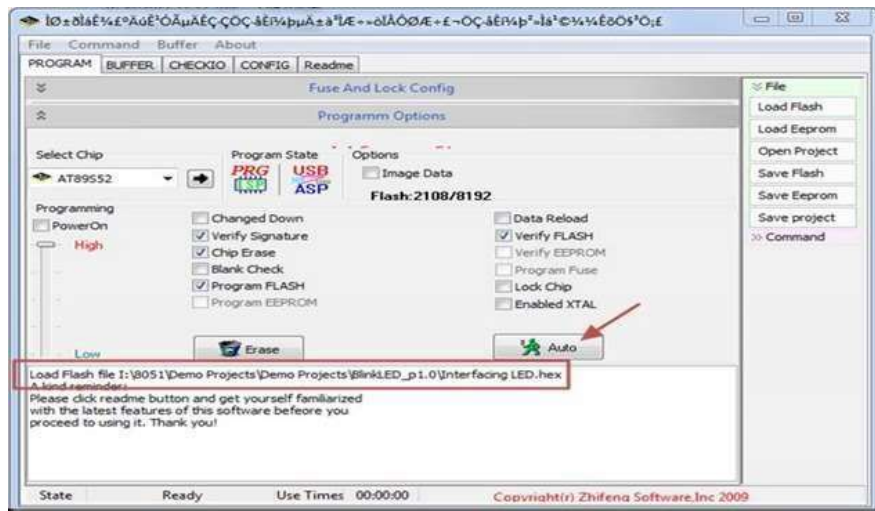 File Command Buffer About
PROGRAM BUFFER CHECKIO CONFIG Readme
Fuse And Lock Config
Programm Options
Select Chip
AT89S52
Program State
PRG
ISP
USB
ASP
Options
Image Data
Flash:2108/8192
Programming
PowerOn
High
Low
Changed Down
Verify Signature
Chip Erase
Blank Check
Program FLASH
Program EEPROM
Data Reload
Verify FLASH
Verify EEPROM
Program Fuse
Lock Chip
Enabled XTAL
Erase
Auto
Load Flash file I:\8051\Demo Projects\Demo Projects\BlinkLED_p1.0\Interfacing LED.hex
A kind reminder:
Please click readme button and get yourself familiarized
with the latest features of this software befeore you
proceed to using it. Thank you!
File
Load Flash
Load Eeprom
Open Project
Save Flash
Save Eeprom
Save project
Command
State Ready Use Times 00:00:00 Copyright(r) Zhifeng Software,Inc 2009